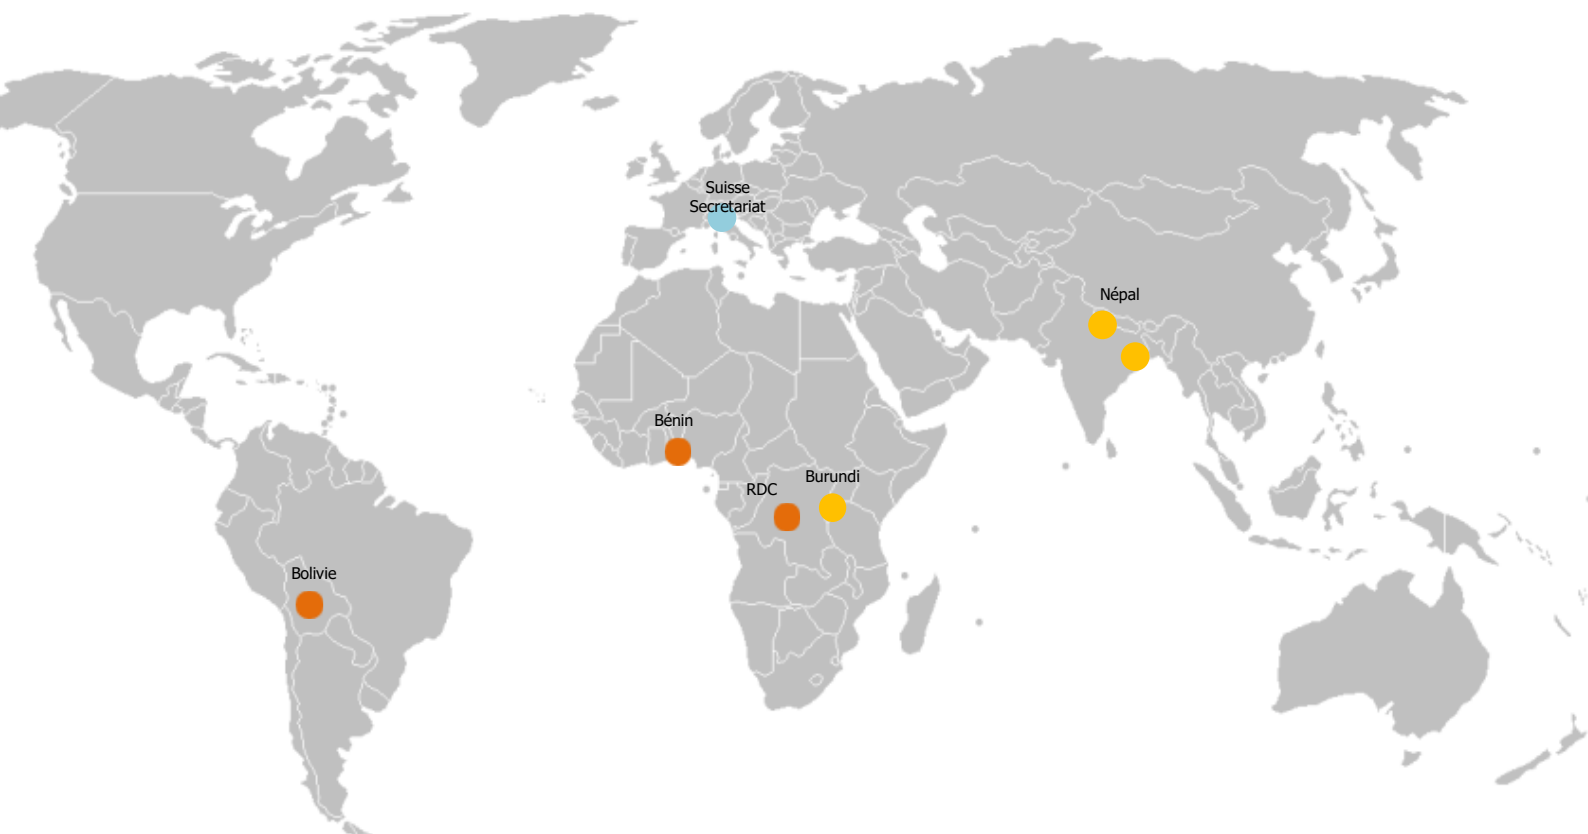 Suisse
Secretariat
Népal
Bénin
Burundi
RDC
Bolivie